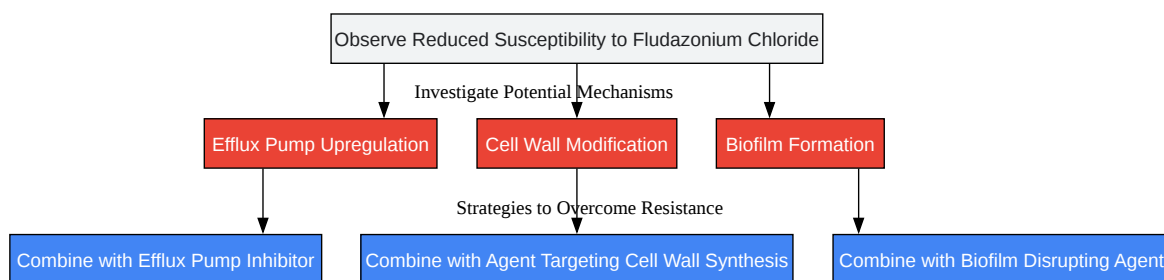 Observe Reduced Susceptibility to Fludazonium Chloride
Investigate Potential Mechanisms
Efflux Pump Upregulation
Cell Wall Modification
Biofilm Formation
Strategies to Overcome Resistance
Combine with Efflux Pump Inhibitor
Combine with Agent Targeting Cell Wall Synthesis
Combine with Biofilm Disrupting Agent